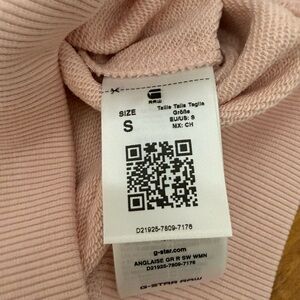 RAW
SIZE
S
Taille Talla Taglia
Größe
EU/US: S
MX: CH
D21925-7809-7176
g-star.com
ANGLAISE GR R SW WMN
D21925-7809-7176
G-STAR RAW